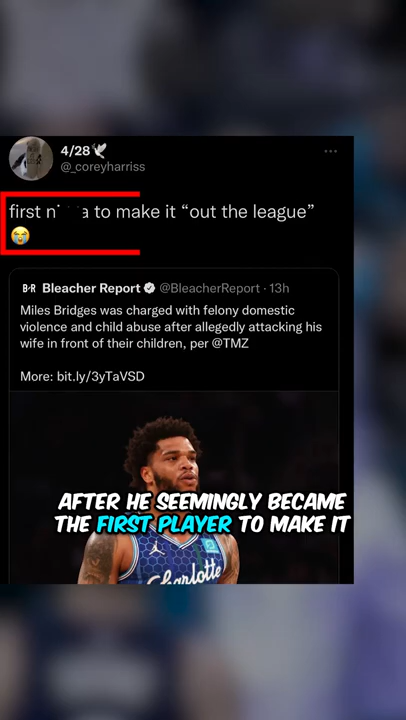 4/28
@_coreyharriss
first n a to make it “out the league”
😭
B/R Bleacher Report @BleacherReport · 13h
Miles Bridges was charged with felony domestic
violence and child abuse after allegedly attacking his
wife in front of their children, per @TMZ
More: bit.ly/3yTaVSD
AFTER HE SEEMINGLY BECAME
THE FIRST PLAYER TO MAKE IT
Charlotte